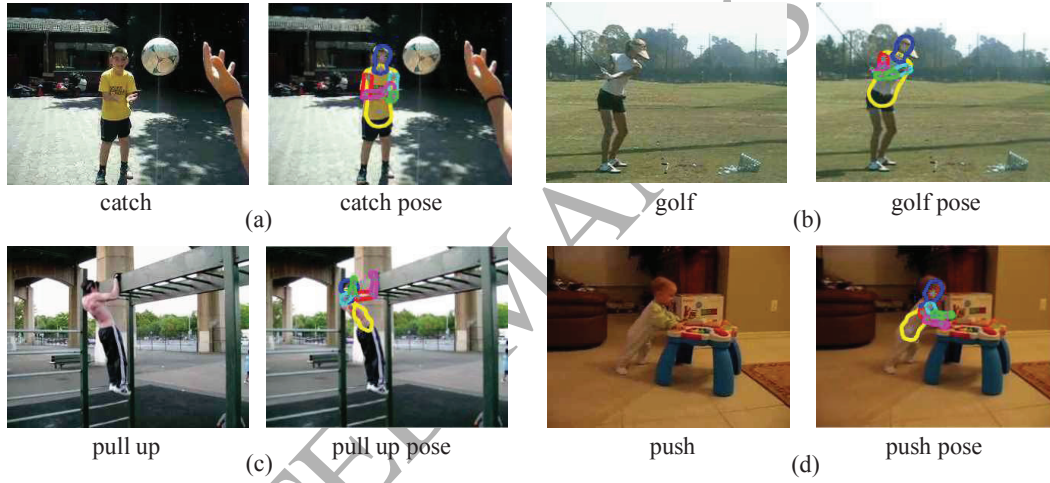 catch
catch pose
golf
golf pose
(a)
(b)
pull up
pull up pose
push
push pose
(c)
(d)